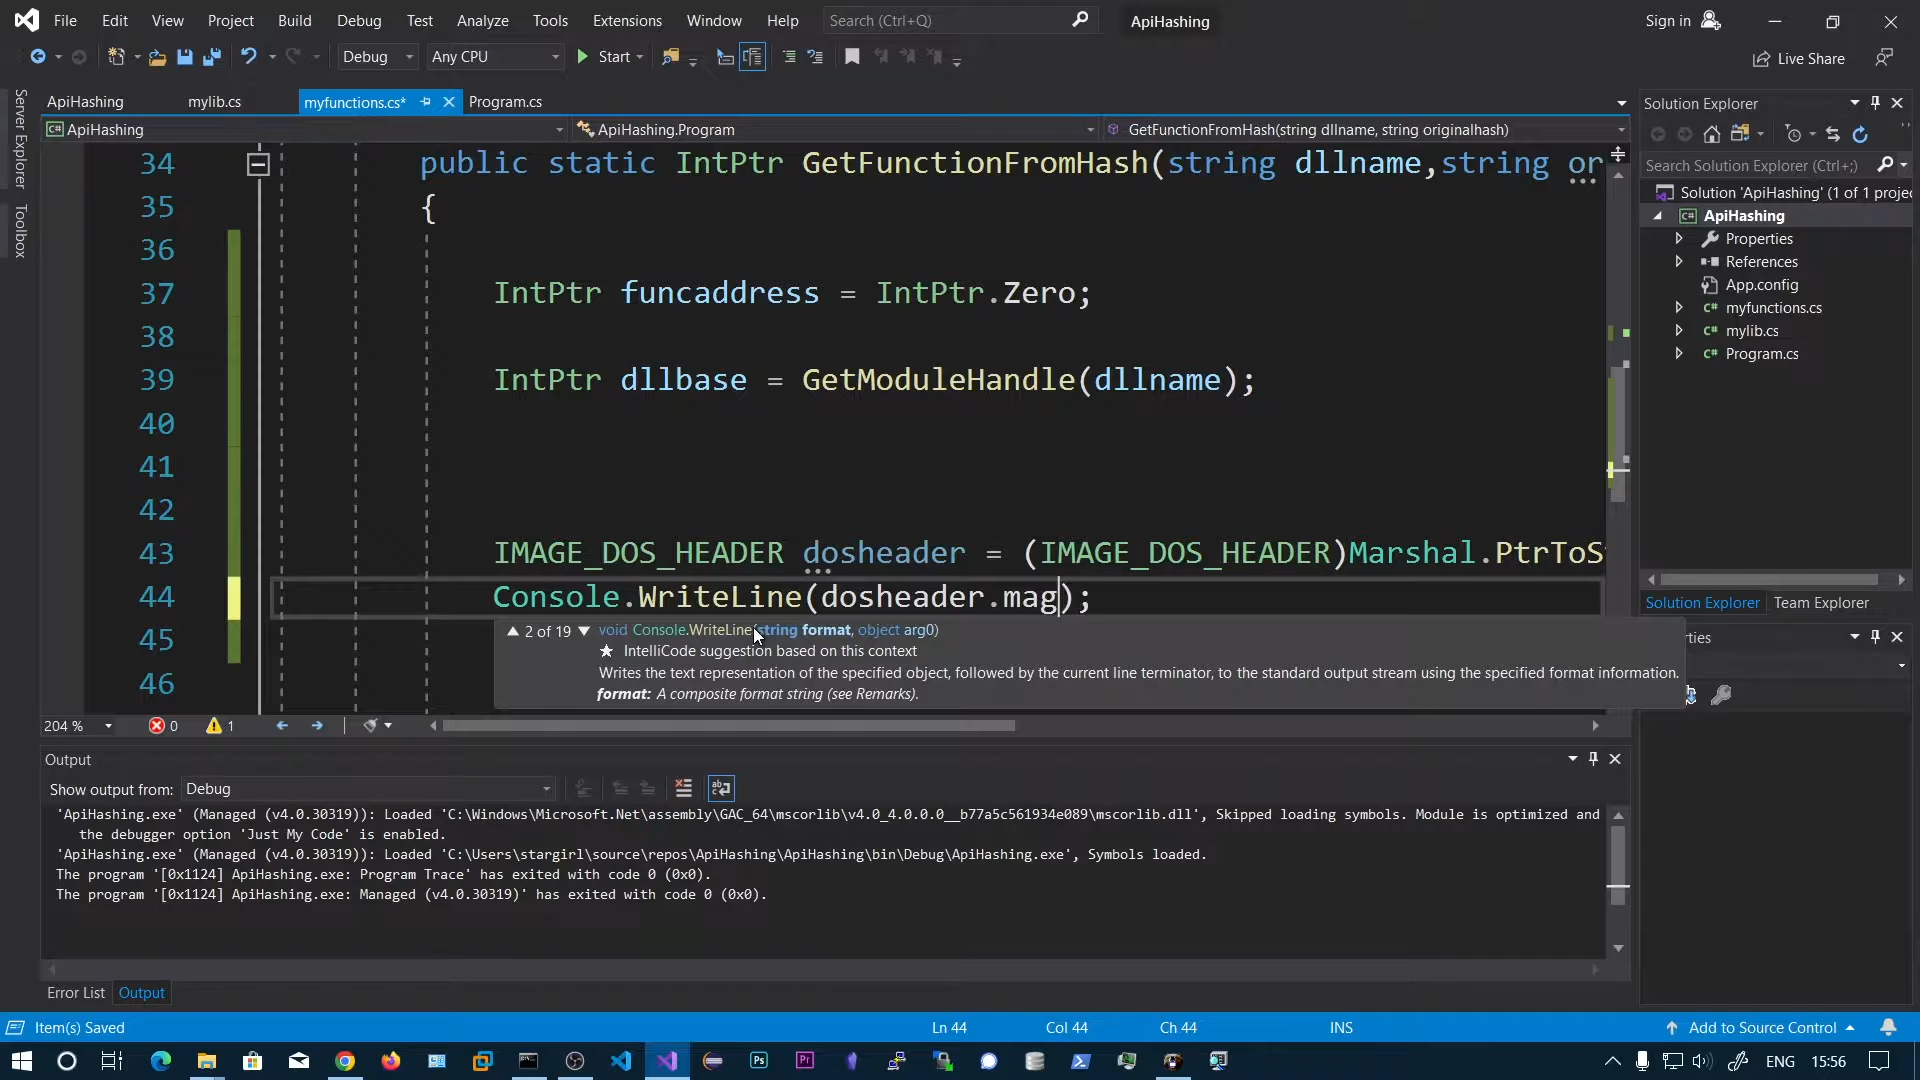 File Edit View Project Build Debug Test Analyze Tools Extensions Window Help Search (Ctrl+Q) ApiHashing Sign in
Debug Any CPU Start Live Share
ApiHashing mylib.cs myfunctions.cs* Program.cs
ApiHashing ApiHashing.Program GetFunctionFromHash(string dllname, string originalhash)
Server Explorer
Toolbox
34 public static IntPtr GetFunctionFromHash(string dllname,string or
35 {
36
37 IntPtr funcaddress = IntPtr.Zero;
38
39 IntPtr dllbase = GetModuleHandle(dllname);
40
41
42
43 IMAGE_DOS_HEADER dosheader = (IMAGE_DOS_HEADER)Marshal.PtrToS
44 Console.WriteLine(dosheader.mag);
45
46
2 of 19 void Console.WriteLine(string format, object arg0)
IntelliCode suggestion based on this context
Writes the text representation of the specified object, followed by the current line terminator, to the standard output stream using the specified format information.
format: A composite format string (see Remarks).
204 % 0 1
Output
Show output from: Debug
'ApiHashing.exe' (Managed (v4.0.30319)): Loaded 'C:\Windows\Microsoft.Net\assembly\GAC_64\mscorlib\v4.0_4.0.0.0__b77a5c561934e089\mscorlib.dll', Skipped loading symbols. Module is optimized and
the debugger option 'Just My Code' is enabled.
'ApiHashing.exe' (Managed (v4.0.30319)): Loaded 'C:\Users\stargirl\source\repos\ApiHashing\ApiHashing\bin\Debug\ApiHashing.exe', Symbols loaded.
The program '[0x1124] ApiHashing.exe: Program Trace' has exited with code 0 (0x0).
The program '[0x1124] ApiHashing.exe: Managed (v4.0.30319)' has exited with code 0 (0x0).
Error List Output
Solution Explorer
Search Solution Explorer (Ctrl+;)
Solution 'ApiHashing' (1 of 1 projec
ApiHashing
Properties
References
App.config
myfunctions.cs
mylib.cs
Program.cs
Solution Explorer Team Explorer
rties
Item(s) Saved Ln 44 Col 44 Ch 44 INS Add to Source Control
Ps Pr ENG 15:56